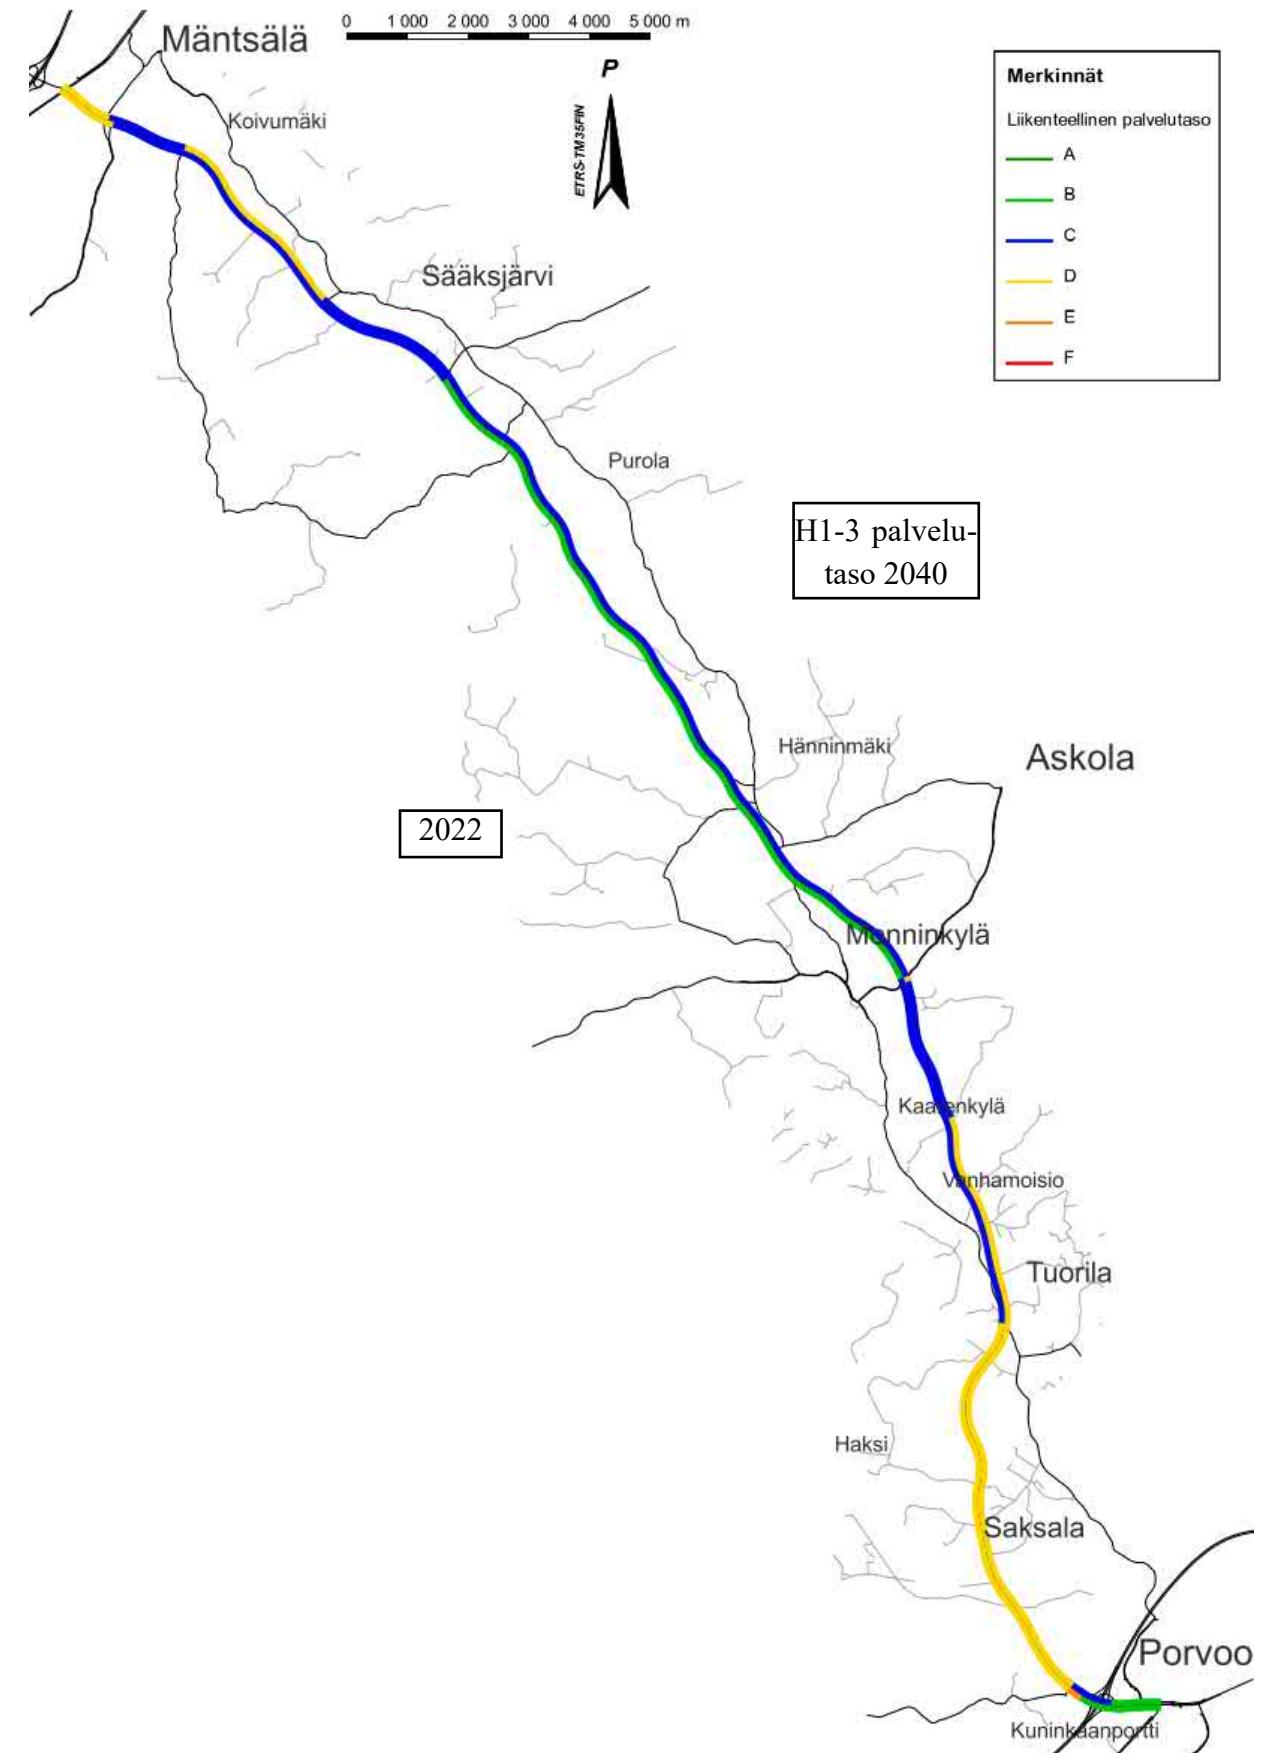 0 1 000 2 000 3 000 4 000 5 000 m
Mäntsälä
P
ETRS-TM35FIN
Merkinnät
Liikenteellinen palvelutaso
A
B
C
D
E
F
Koivumäki
Sääksjärvi
Purola
H1-3 palvelu-
taso 2040
Hänninmäki
Askola
2022
Monninkylä
Kaarenkylä
Vanhamoisio
Tuorila
Haksi
Saksala
Porvoo
Kuninkaanportti